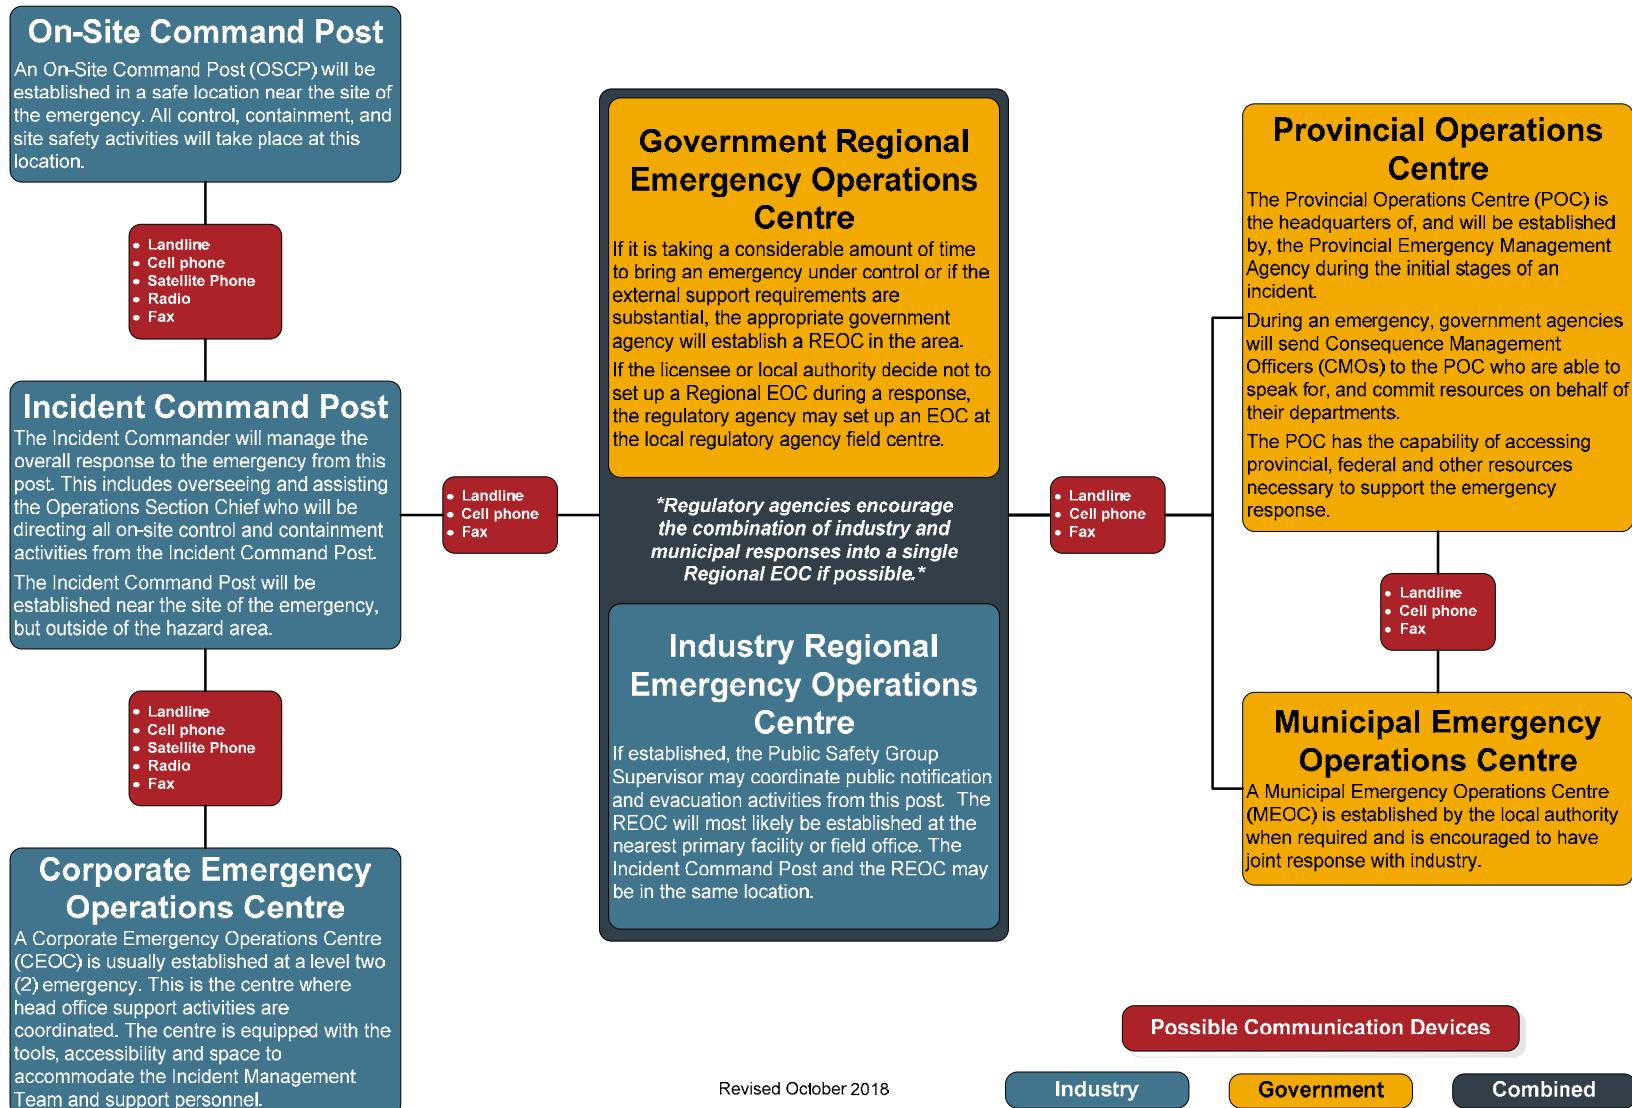 On-Site Command Post
An On-Site Command Post (OSCP) will be
established in a safe location near the site of
the emergency. All control, containment, and
site safety activities will take place at this
location.
• Landline
• Cell phone
• Satellite Phone
• Radio
• Fax
Incident Command Post
The Incident Commander will manage the
overall response to the emergency from this
post. This includes overseeing and assisting
the Operations Section Chief who will be
directing all on-site control and containment
activities from the Incident Command Post.
The Incident Command Post will be
established near the site of the emergency,
but outside of the hazard area.
• Landline
• Cell phone
• Satellite Phone
• Radio
• Fax
Corporate Emergency
Operations Centre
A Corporate Emergency Operations Centre
(CEOC) is usually established at a level two
(2) emergency. This is the centre where
head office support activities are
coordinated. The centre is equipped with the
tools, accessibility and space to
accommodate the Incident Management
Team and support personnel.
• Landline
• Cell phone
• Fax
Government Regional
Emergency Operations
Centre
If it is taking a considerable amount of time
to bring an emergency under control or if the
external support requirements are
substantial, the appropriate government
agency will establish a REOC in the area.
If the licensee or local authority decide not to
set up a Regional EOC during a response,
the regulatory agency may set up an EOC at
the local regulatory agency field centre.
*Regulatory agencies encourage
the combination of industry and
municipal responses into a single
Regional EOC if possible.*
Industry Regional
Emergency Operations
Centre
If established, the Public Safety Group
Supervisor may coordinate public notification
and evacuation activities from this post. The
REOC will most likely be established at the
nearest primary facility or field office. The
Incident Command Post and the REOC may
be in the same location.
• Landline
• Cell phone
• Fax
Provincial Operations
Centre
The Provincial Operations Centre (POC) is
the headquarters of, and will be established
by, the Provincial Emergency Management
Agency during the initial stages of an
incident.
During an emergency, government agencies
will send Consequence Management
Officers (CMOs) to the POC who are able to
speak for, and commit resources on behalf of
their departments.
The POC has the capability of accessing
provincial, federal and other resources
necessary to support the emergency
response.
• Landline
• Cell phone
• Fax
Municipal Emergency
Operations Centre
A Municipal Emergency Operations Centre
(MEOC) is established by the local authority
when required and is encouraged to have
joint response with industry.
Possible Communication Devices
Revised October 2018
Industry
Government
Combined